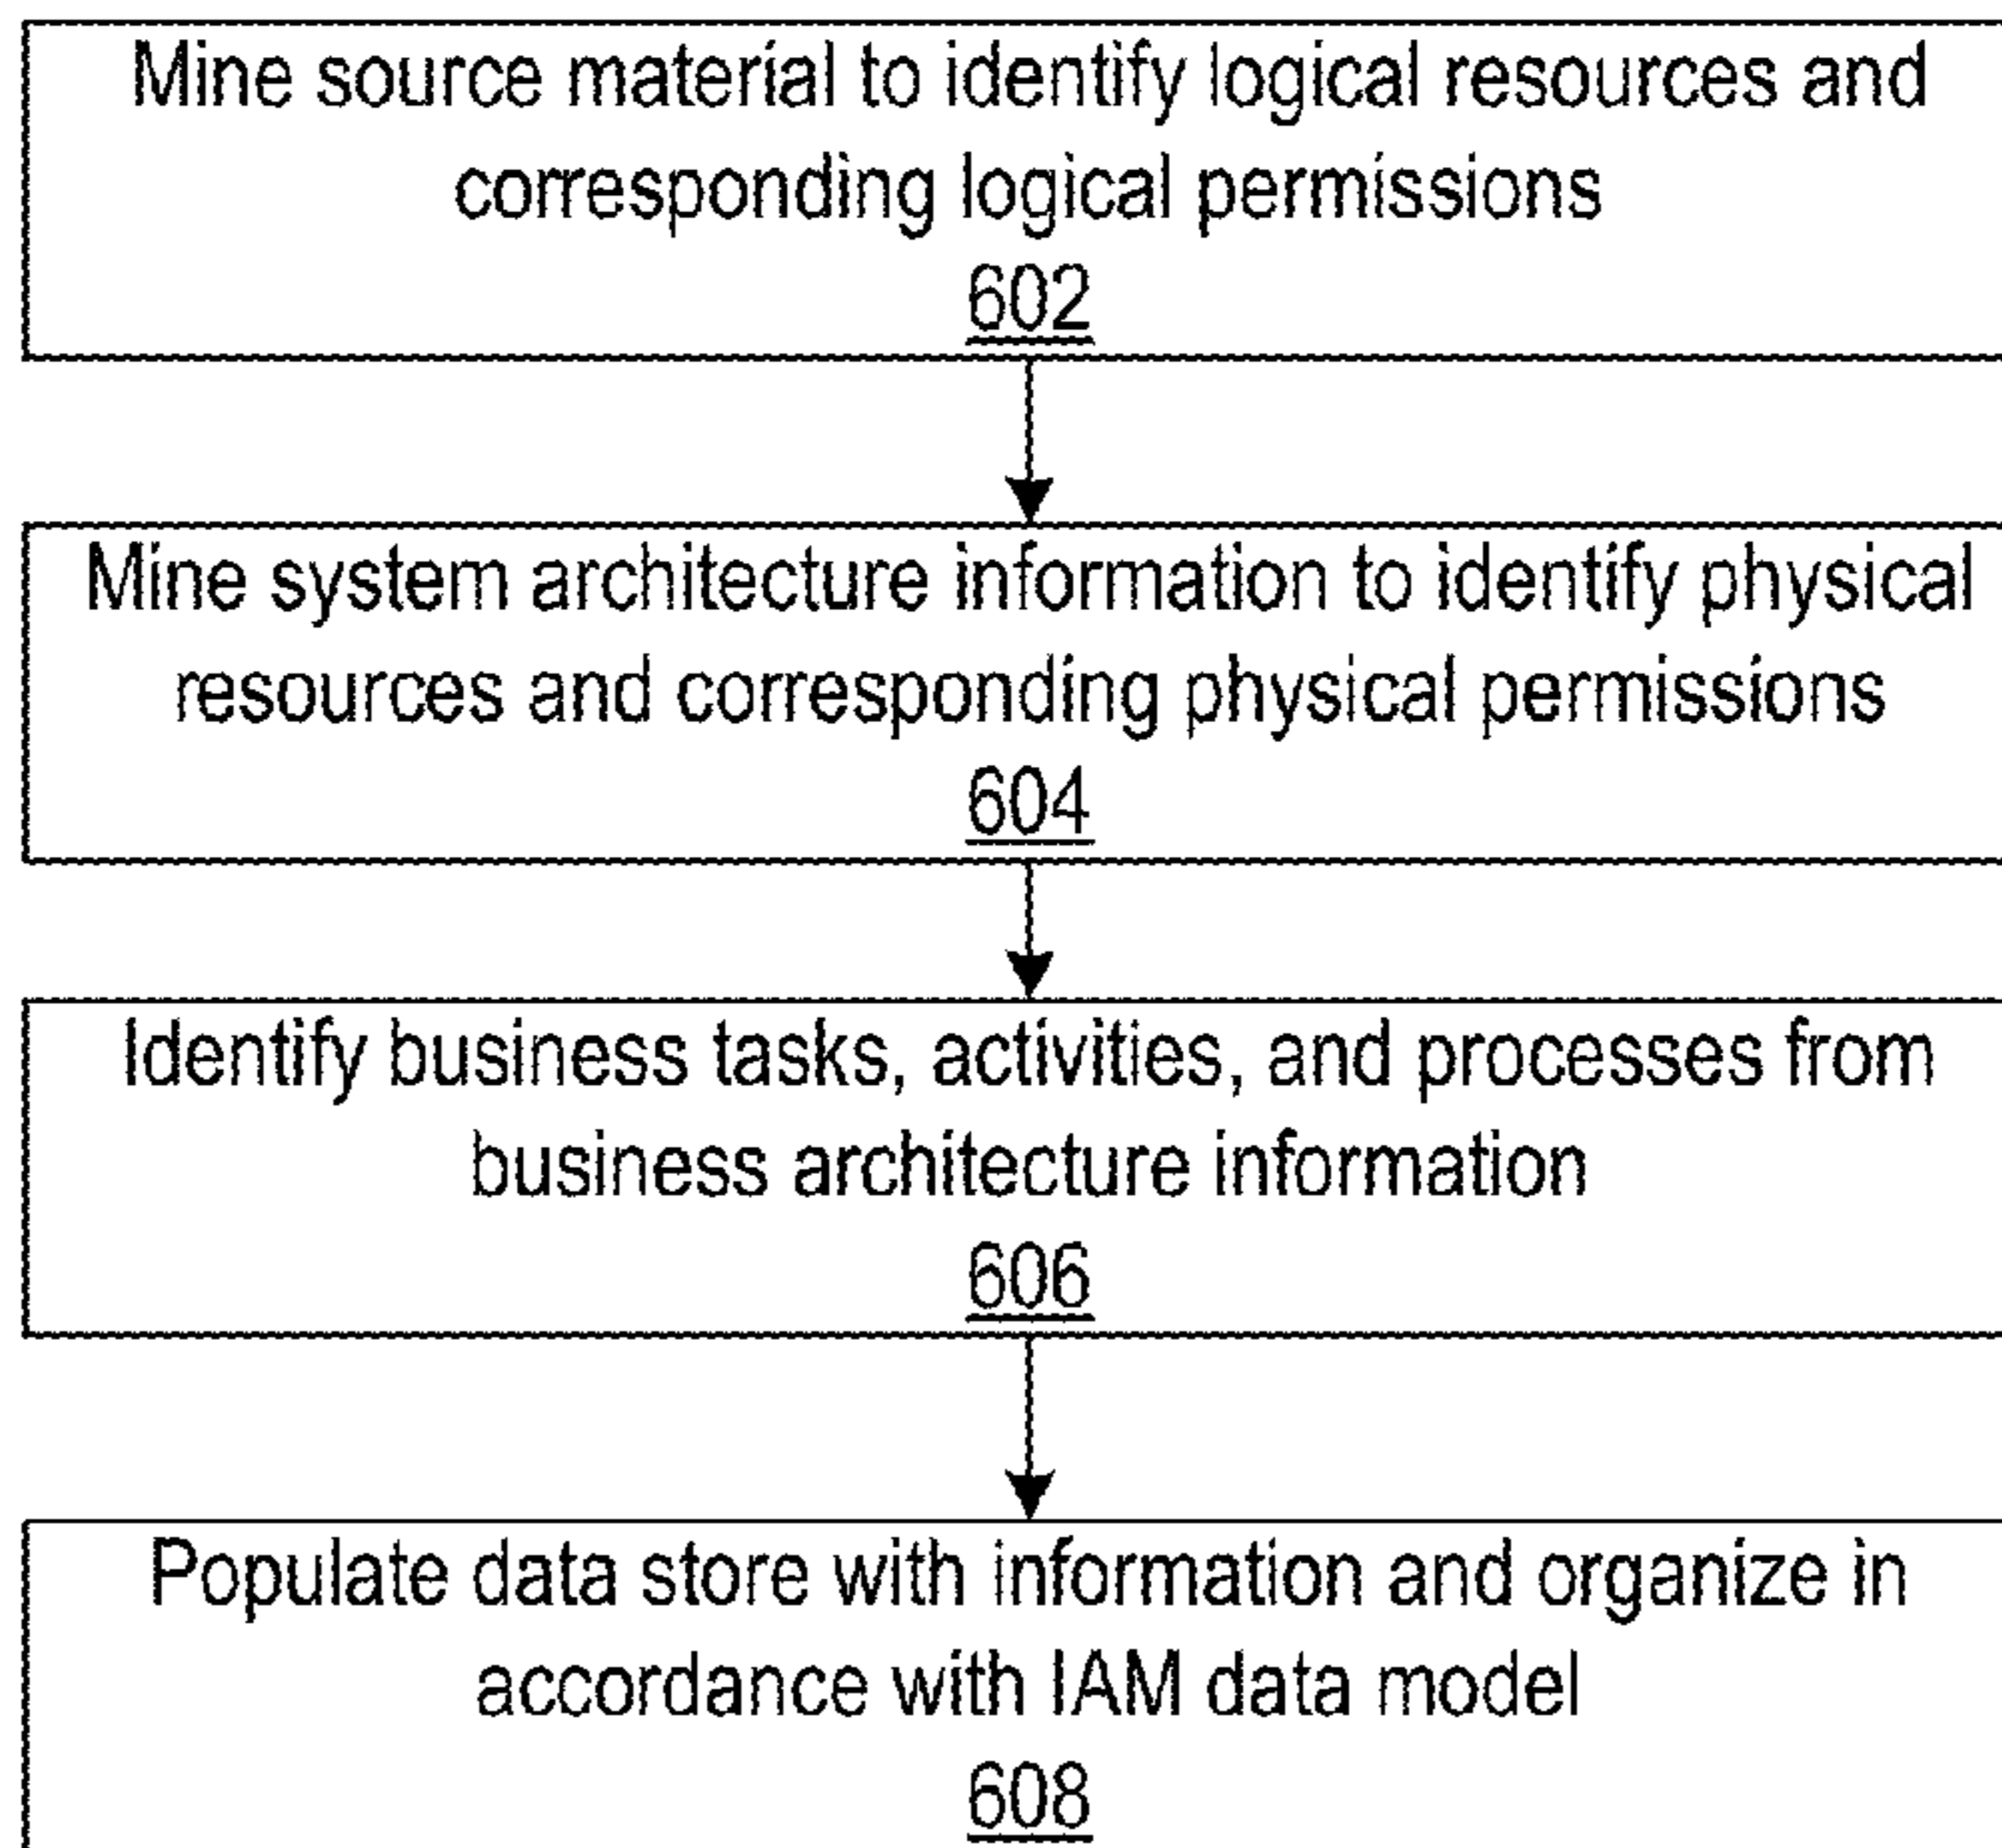 Mine source material to identify logical resources and
corresponding logical permissions
602
Mine system architecture information to identify physical
resources and corresponding physical permissions
604
Identify business tasks, activities, and processes from
business architecture information
606
Populate data store with information and organize in
accordance with IAM data model
608